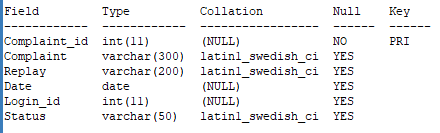 Field Type Collation Null Key
------------ ------------ ----------------- ------ ------
Complaint_id int(11) (NULL) NO PRI
Complaint varchar(300) latin1_swedish_ci YES
Replay varchar(200) latin1_swedish_ci YES
Date date (NULL) YES
Login_id int(11) (NULL) YES
Status varchar(50) latin1_swedish_ci YES